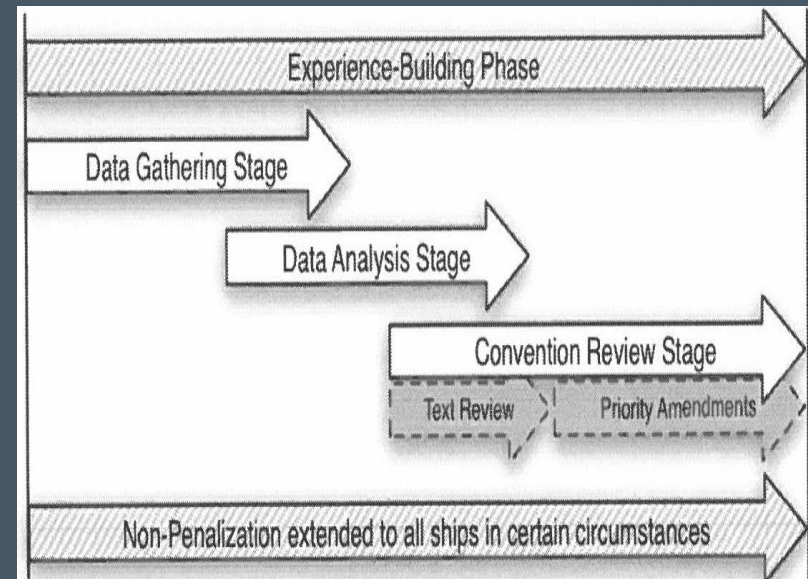 Experience-Building Phase
Data Gathering Stage
Data Analysis Stage
Convention Review Stage
Text Review
Priority Amendments
Non-Penalization extended to all ships in certain circumstances